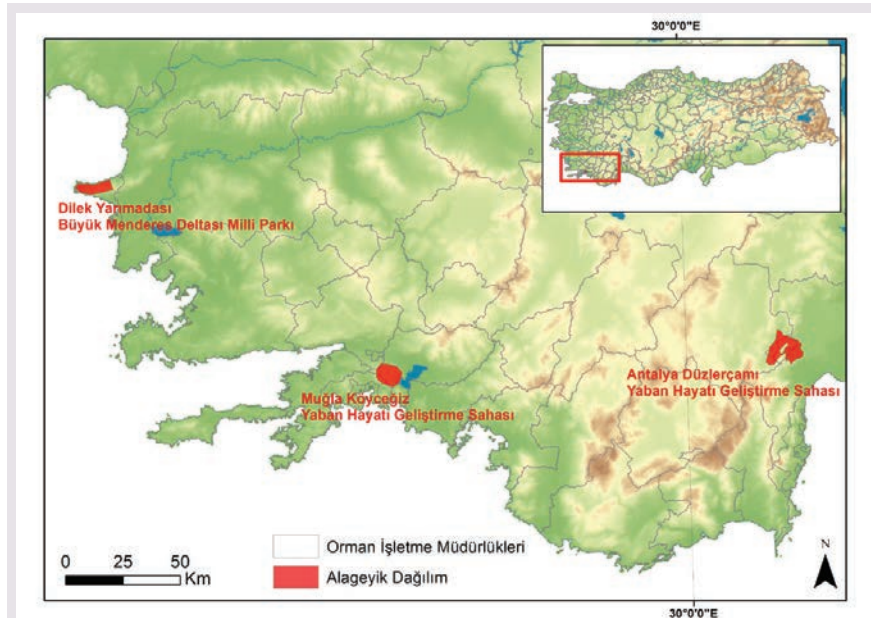 30°0'0"E
Dilek Yarımadası
Büyük Menderes Deltası Milli Parkı
Antalya Düzlerçamı
Yaban Hayatı Geliştirme Sahası
Muğla Köyceğiz
Yaban Hayatı Geliştirme Sahası
0 25 50
Km
Orman İşletme Müdürlükleri
Alageyik Dağılım
N
30°0'0"E